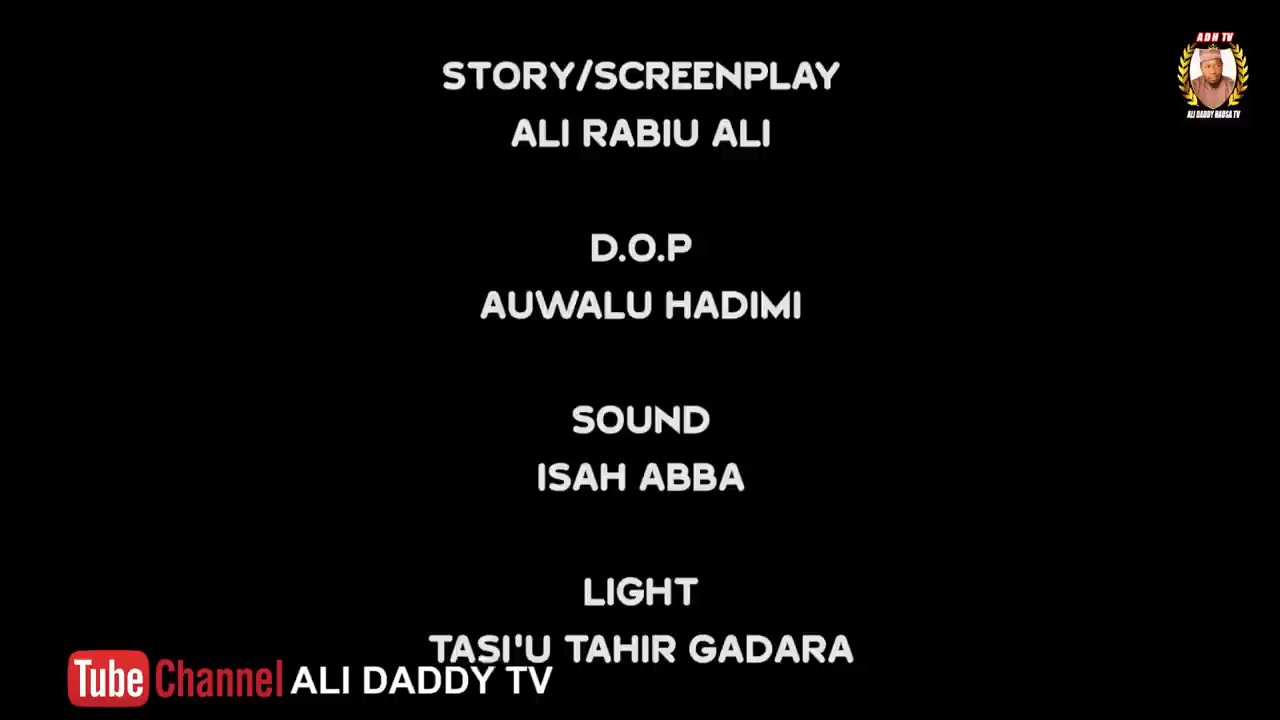 STORY/SCREENPLAY
ALI RABIU ALI
D.O.P
AUWALU HADIMI
SOUND
ISAH ABBA
LIGHT
TASI'U TAHIR GADARA
Tube Channel ALI DADDY TV
A D H TV
ALI DADDY HAUSA TV